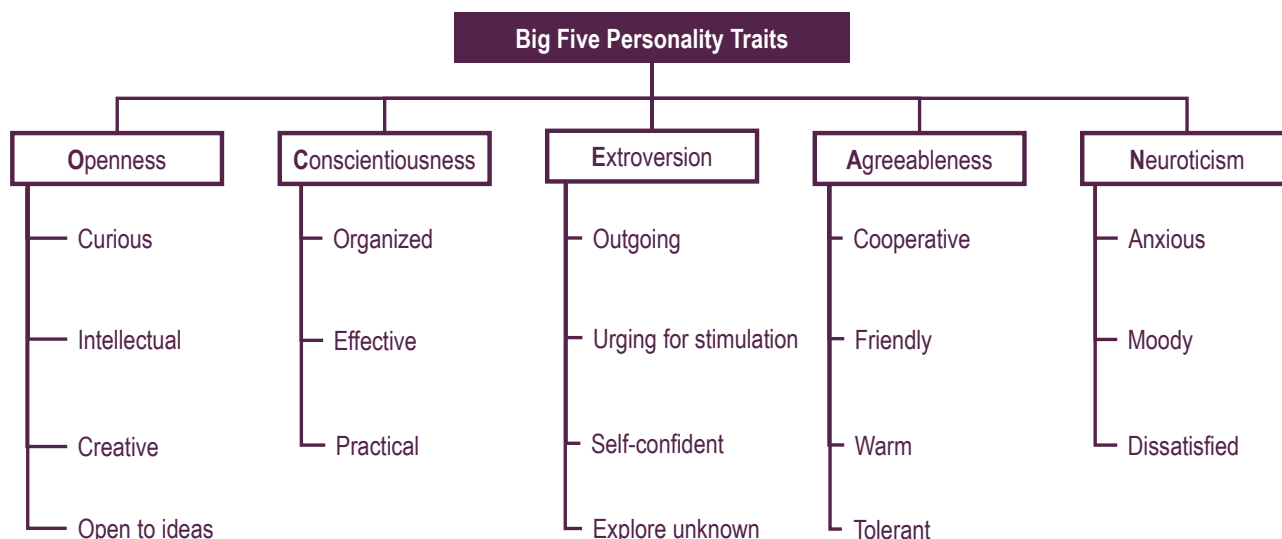 Big Five Personality Traits
Openness
Conscientiousness
Extroversion
Agreeableness
Neuroticism
Curious
Organized
Outgoing
Cooperative
Anxious
Intellectual
Effective
Urging for stimulation
Friendly
Moody
Creative
Practical
Self-confident
Warm
Dissatisfied
Open to ideas
Explore unknown
Tolerant